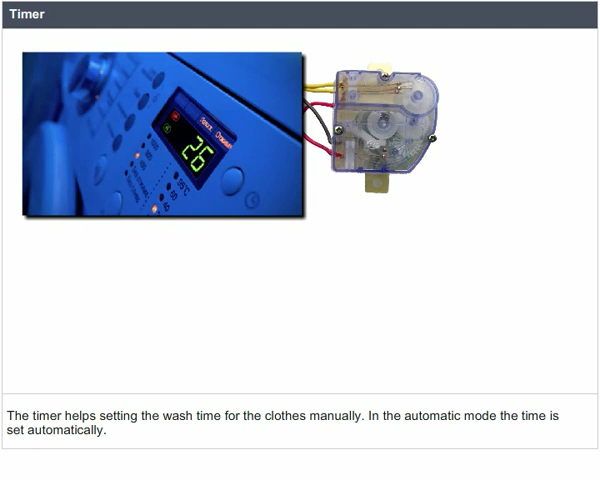 Timer
26
The timer helps setting the wash time for the clothes manually. In the automatic mode the time is
set automatically.